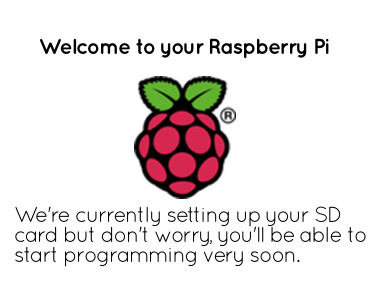 Welcome to your Raspberry Pi
®
We're currently setting up your SD
card but don't worry, you'll be able to
start programming very soon.